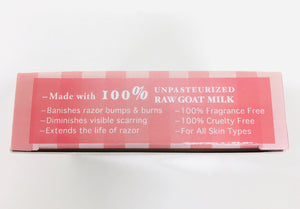 –Made with 100% UNPASTEURIZED RAW GOAT MILK
–Banishes razor bumps & burns
–Diminishes visible scarring
–Extends the life of razor
–100% Fragrance Free
–100% Cruelty Free
–For All Skin Types